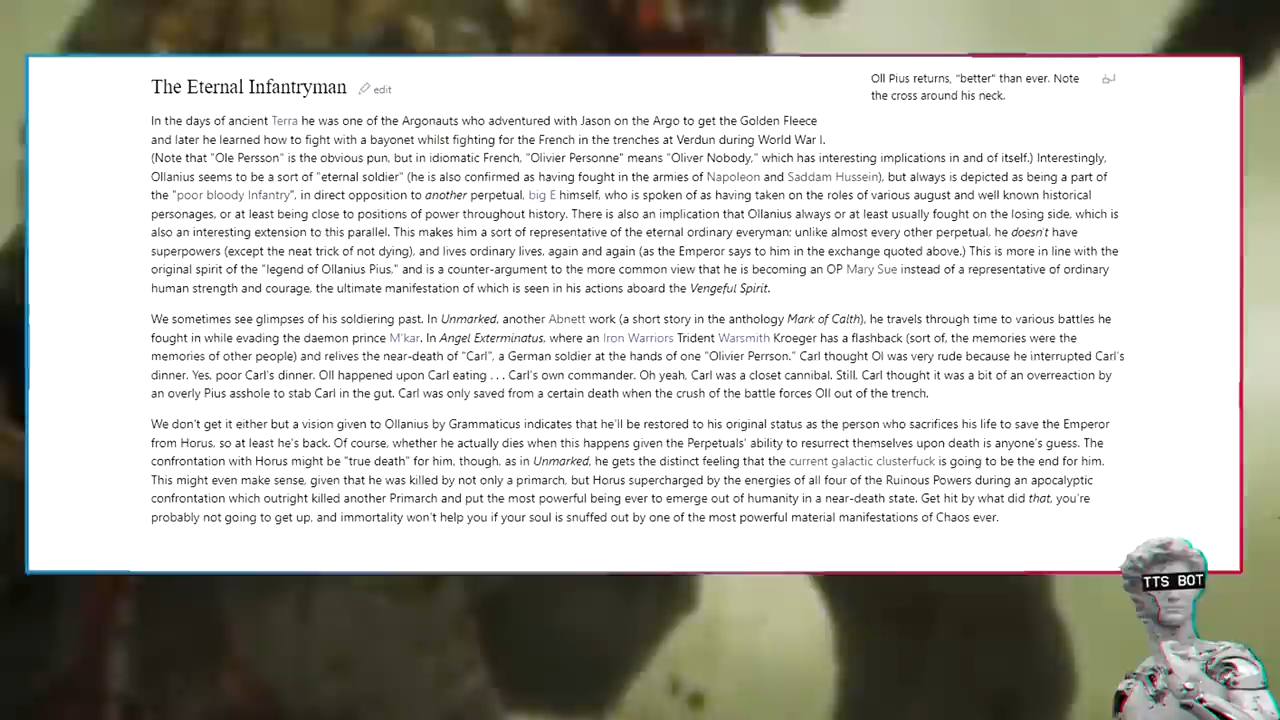 The Eternal Infantryman edit
Oll Pius returns, "better" than ever. Note
the cross around his neck.
In the days of ancient Terra he was one of the Argonauts who adventured with Jason on the Argo to get the Golden Fleece
and later he learned how to fight with a bayonet whilst fighting for the French in the trenches at Verdun during World War I.
(Note that "Ole Persson" is the obvious pun, but in idiomatic French, "Olivier Personne" means "Oliver Nobody," which has interesting implications in and of itself.) Interestingly,
Ollanius seems to be a sort of "eternal soldier" (he is also confirmed as having fought in the armies of Napoleon and Saddam Hussein), but always is depicted as being a part of
the "poor bloody Infantry", in direct opposition to another perpetual, big E himself, who is spoken of as having taken on the roles of various august and well known historical
personages, or at least being close to positions of power throughout history. There is also an implication that Ollanius always or at least usually fought on the losing side, which is
also an interesting extension to this parallel. This makes him a sort of representative of the eternal ordinary everyman: unlike almost every other perpetual, he doesn't have
superpowers (except the neat trick of not dying), and lives ordinary lives, again and again (as the Emperor says to him in the exchange quoted above.) This is more in line with the
original spirit of the "legend of Ollanius Pius," and is a counter-argument to the more common view that he is becoming an OP Mary Sue instead of a representative of ordinary
human strength and courage, the ultimate manifestation of which is seen in his actions aboard the Vengeful Spirit.
We sometimes see glimpses of his soldiering past. In Unmarked, another Abnett work (a short story in the anthology Mark of Calth), he travels through time to various battles he
fought in while evading the daemon prince M'kar. In Angel Exterminatus, where an Iron Warriors Trident Warsmith Kroeger has a flashback (sort of, the memories were the
memories of other people) and relives the near-death of "Carl", a German soldier at the hands of one "Olivier Perrson." Carl thought Ol was very rude because he interrupted Carl's
dinner. Yes, poor Carl's dinner. Oll happened upon Carl eating . . . Carl's own commander. Oh yeah, Carl was a closet cannibal. Still, Carl thought it was a bit of an overreaction by
an overly Pius asshole to stab Carl in the gut. Carl was only saved from a certain death when the crush of the battle forces Oll out of the trench.
We don't get it either but a vision given to Ollanius by Grammaticus indicates that he'll be restored to his original status as the person who sacrifices his life to save the Emperor
from Horus, so at least he's back. Of course, whether he actually dies when this happens given the Perpetuals' ability to resurrect themselves upon death is anyone's guess. The
confrontation with Horus might be "true death" for him, though, as in Unmarked, he gets the distinct feeling that the current galactic clusterfuck is going to be the end for him.
This might even make sense, given that he was killed by not only a primarch, but Horus supercharged by the energies of all four of the Ruinous Powers during an apocalyptic
confrontation which outright killed another Primarch and put the most powerful being ever to emerge out of humanity in a near-death state. Get hit by what did that, you're
probably not going to get up, and immortality won't help you if your soul is snuffed out by one of the most powerful material manifestations of Chaos ever.
TTS BOT